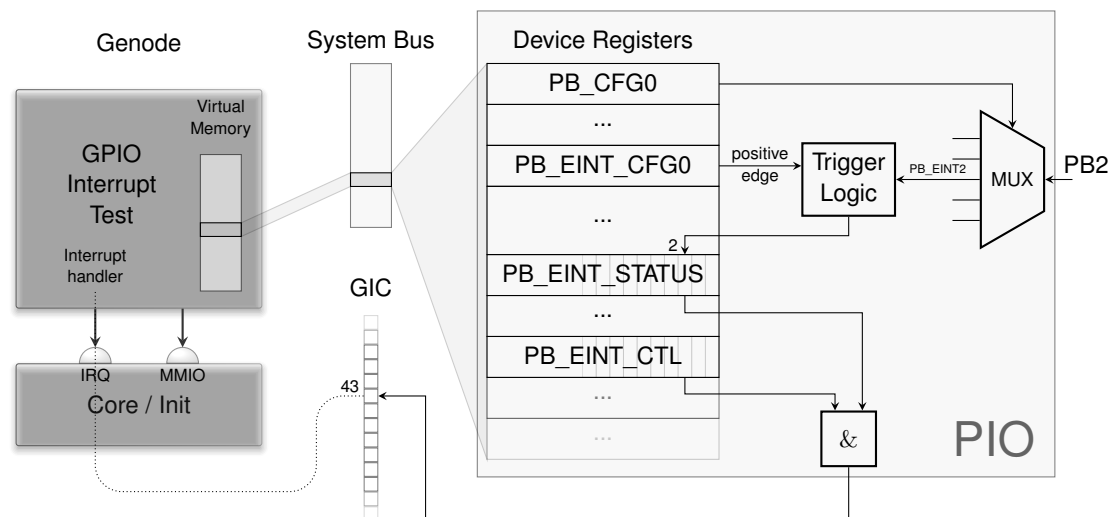 Genode
System Bus
Device Registers
Virtual
Memory
GPIO
Interrupt
Test
Interrupt
handler
IRQ
MMIO
Core / Init
GIC
43
PB_CFG0
...
PB_EINT_CFG0
...
2
PB_EINT_STATUS
...
PB_EINT_CTL
...
...
positive
edge
Trigger
Logic
PB_EINT2
MUX
PB2
&
PIO